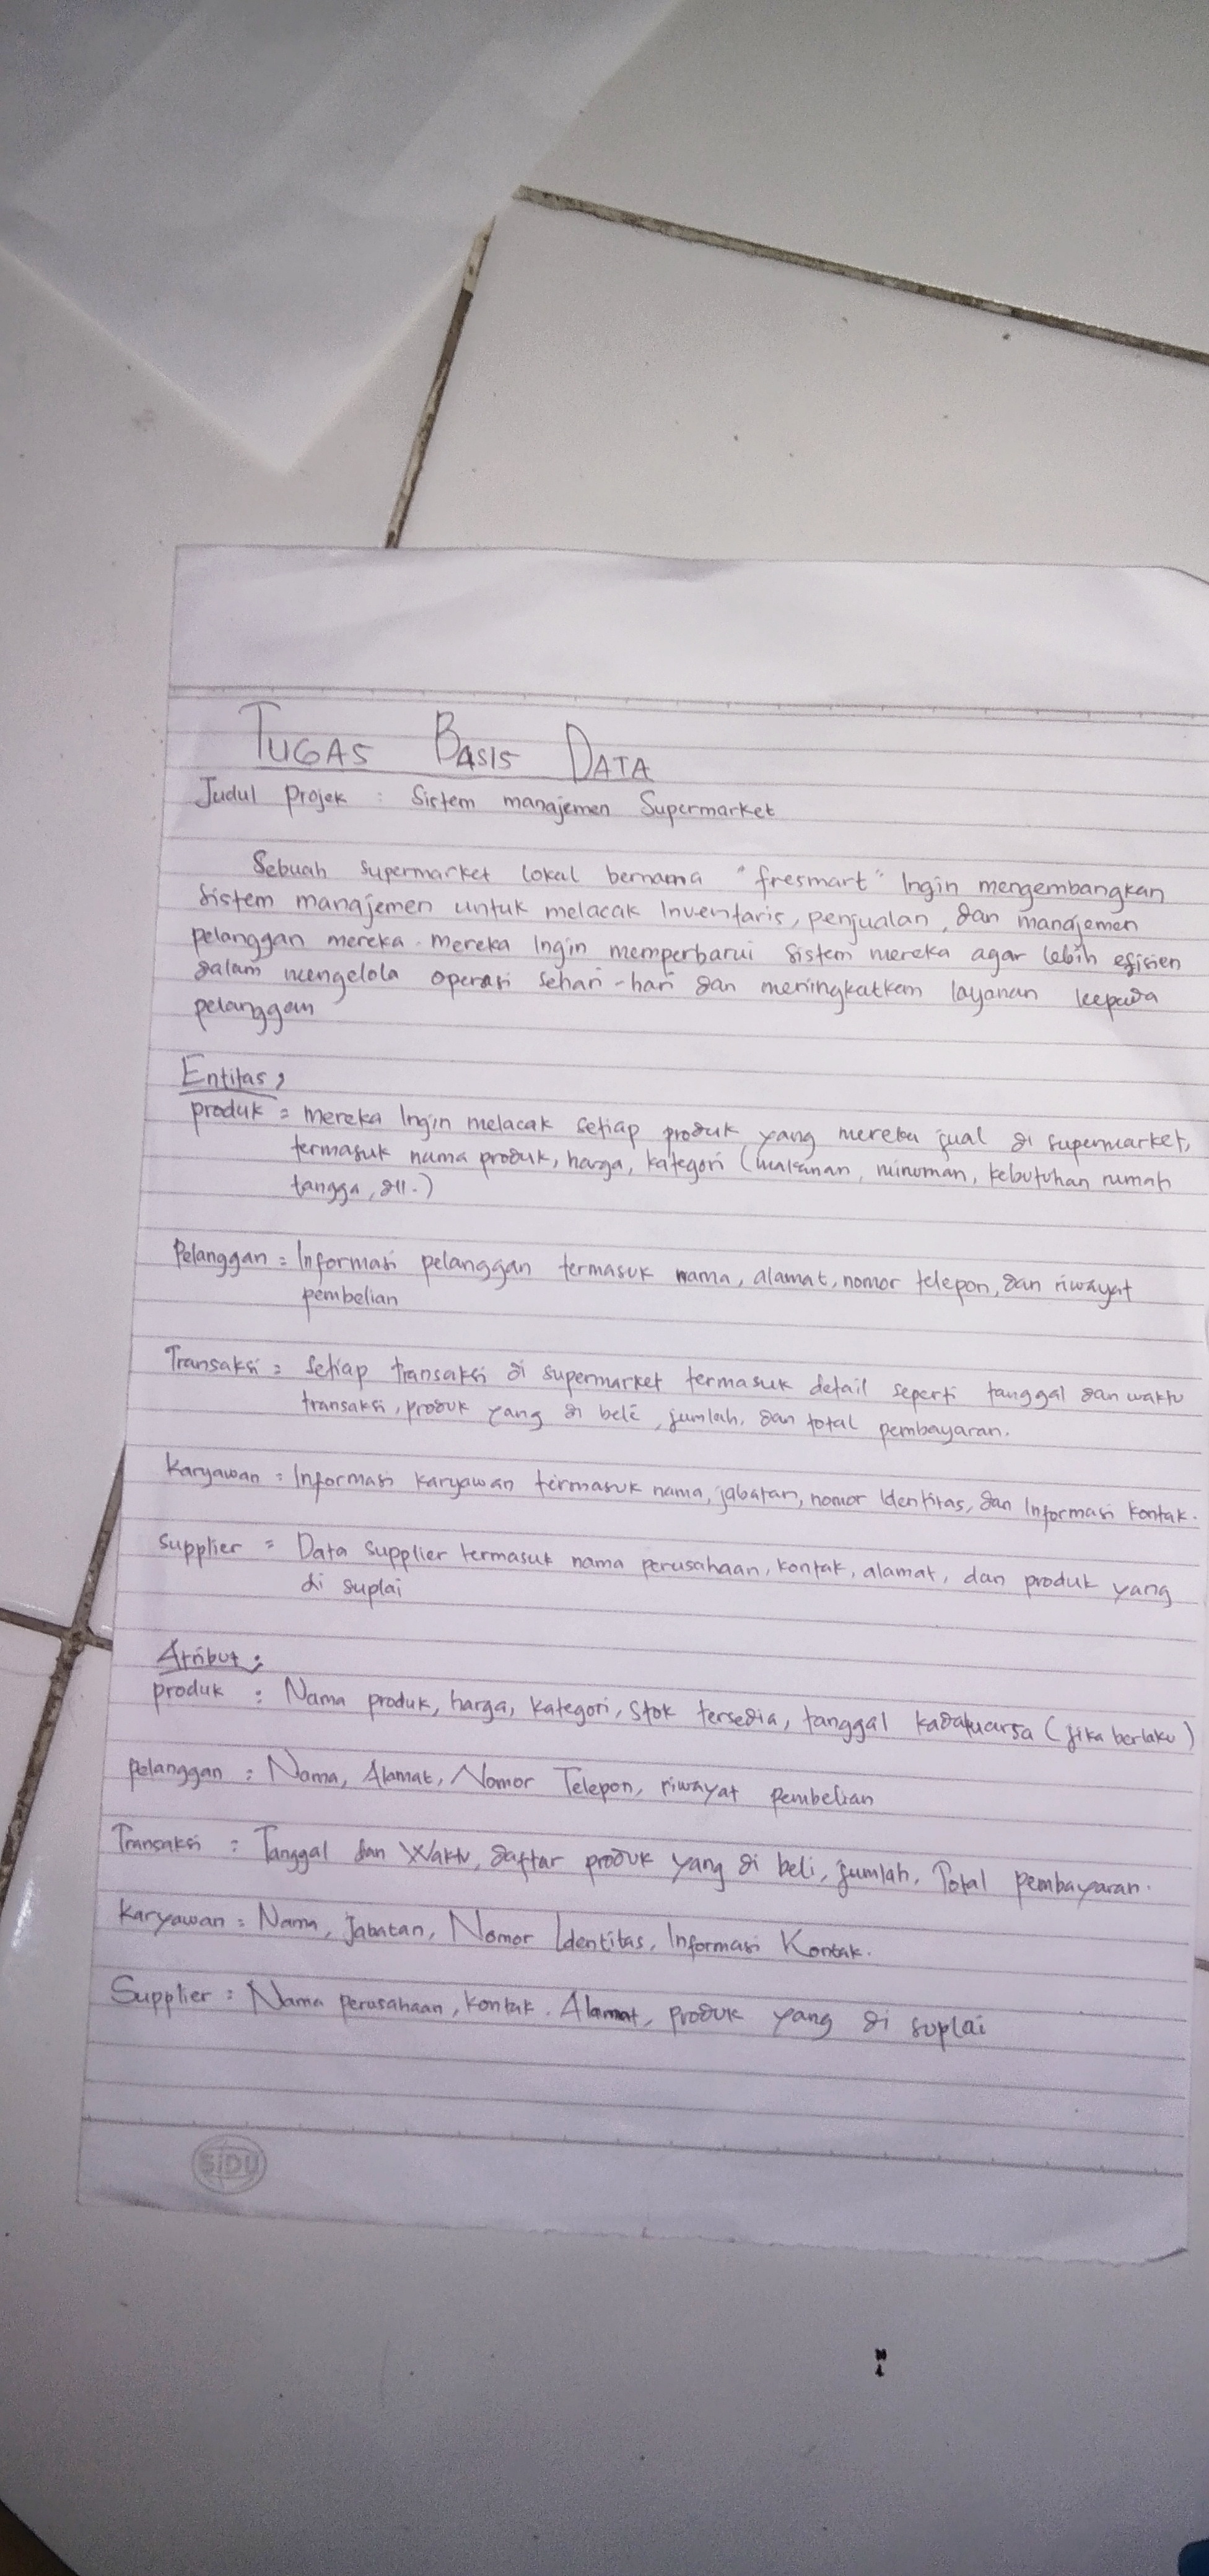 TUGAS BASIS DATA
Judul Projek : Sistem manajemen Supermarket
Sebuah supermarket lokal bernama "fresmart" Ingin mengembangkan
Sistem manajemen untuk melacak Inventaris, penjualan, dan manajemen
pelanggan mereka. mereka Ingin memperbarui Sistem mereka agar lebih efisien
dalam mengelola operasi sehari-hari dan meningkatkan layanan kepada
pelanggan
Entitas ;
produk = mereka Ingin melacak setiap produk yang mereka jual di supermarket,
termasuk nama produk, harga, kategori (makanan, minuman, kebutuhan rumah
tangga, dll.)
Pelanggan = Informasi pelanggan termasuk nama, alamat, nomor telepon, dan riwayat
pembelian
Transaksi = Setiap transaksi di supermarket termasuk detail seperti tanggal dan waktu
transaksi, produk yang di beli, jumlah, dan total pembayaran.
Karyawan = Informasi karyawan termasuk nama, jabatan, nomor Identitas, dan Informasi Kontak.
Supplier = Data supplier termasuk nama perusahaan, kontak, alamat, dan produk yang
di suplai
Atribut ;
produk : Nama produk, harga, kategori, Stok tersedia, tanggal kadaluarsa (jika berlaku)
pelanggan : Nama, Alamat, Nomor Telepon, riwayat pembelian
Transaksi : Tanggal dan Waktu, daftar produk yang di beli, jumlah, Total pembayaran.
Karyawan : Nama, Jabatan, Nomor Identitas, Informasi Kontak.
Supplier : Nama perusahaan, kontak, Alamat, produk yang di suplai
SIDU